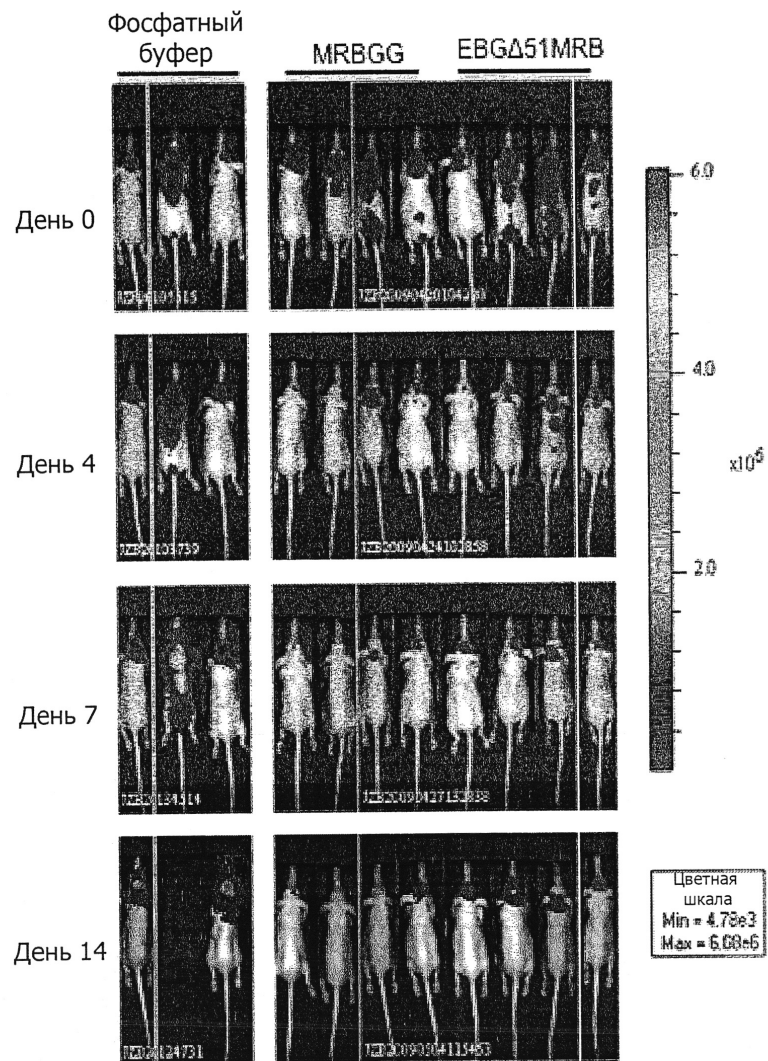 Фосфатный
буфер
MRBGG
EBGΔ51MRB
День 0
6.0
День 4
4.0
x10⁶
2.0
День 7
День 14
Цветная
шкала
Min = 4.78e3
Max = 6.08e6